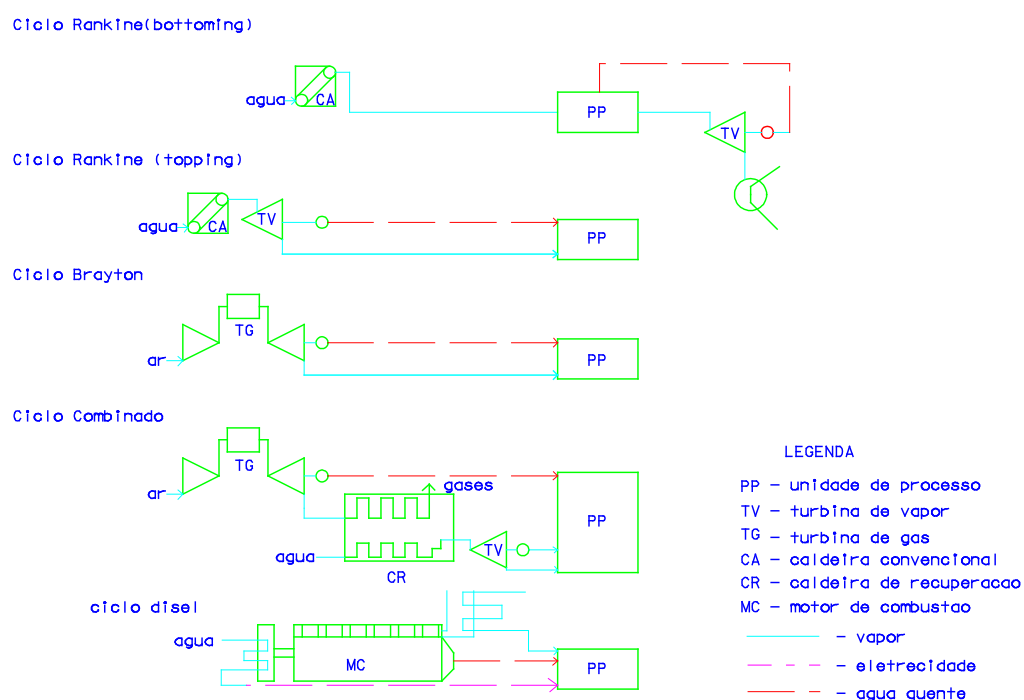 Ciclo Rankine(bottoming)
agua
CA
PP
TV
Ciclo Rankine (topping)
agua
CA
TV
PP
Ciclo Brayton
TG
ar
PP
Ciclo Combinado
TG
ar
gases
agua
TV
PP
CR
ciclo disel
agua
MC
PP
LEGENDA
PP - unidade de processo
TV - turbina de vapor
TG - turbina de gas
CA - caldeira convencional
CR - caldeira de recuperacao
MC - motor de combustao
- vapor
- eletrecidade
- agua quente